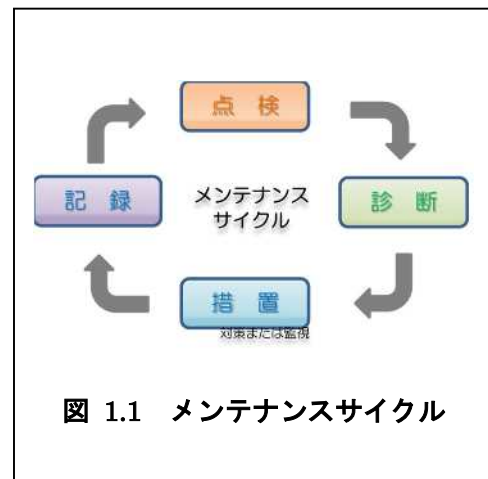 点 検
記 録
メンテナンス
サイクル
診 断
措 置
対策または監視
図 1.1 メンテナンスサイクル